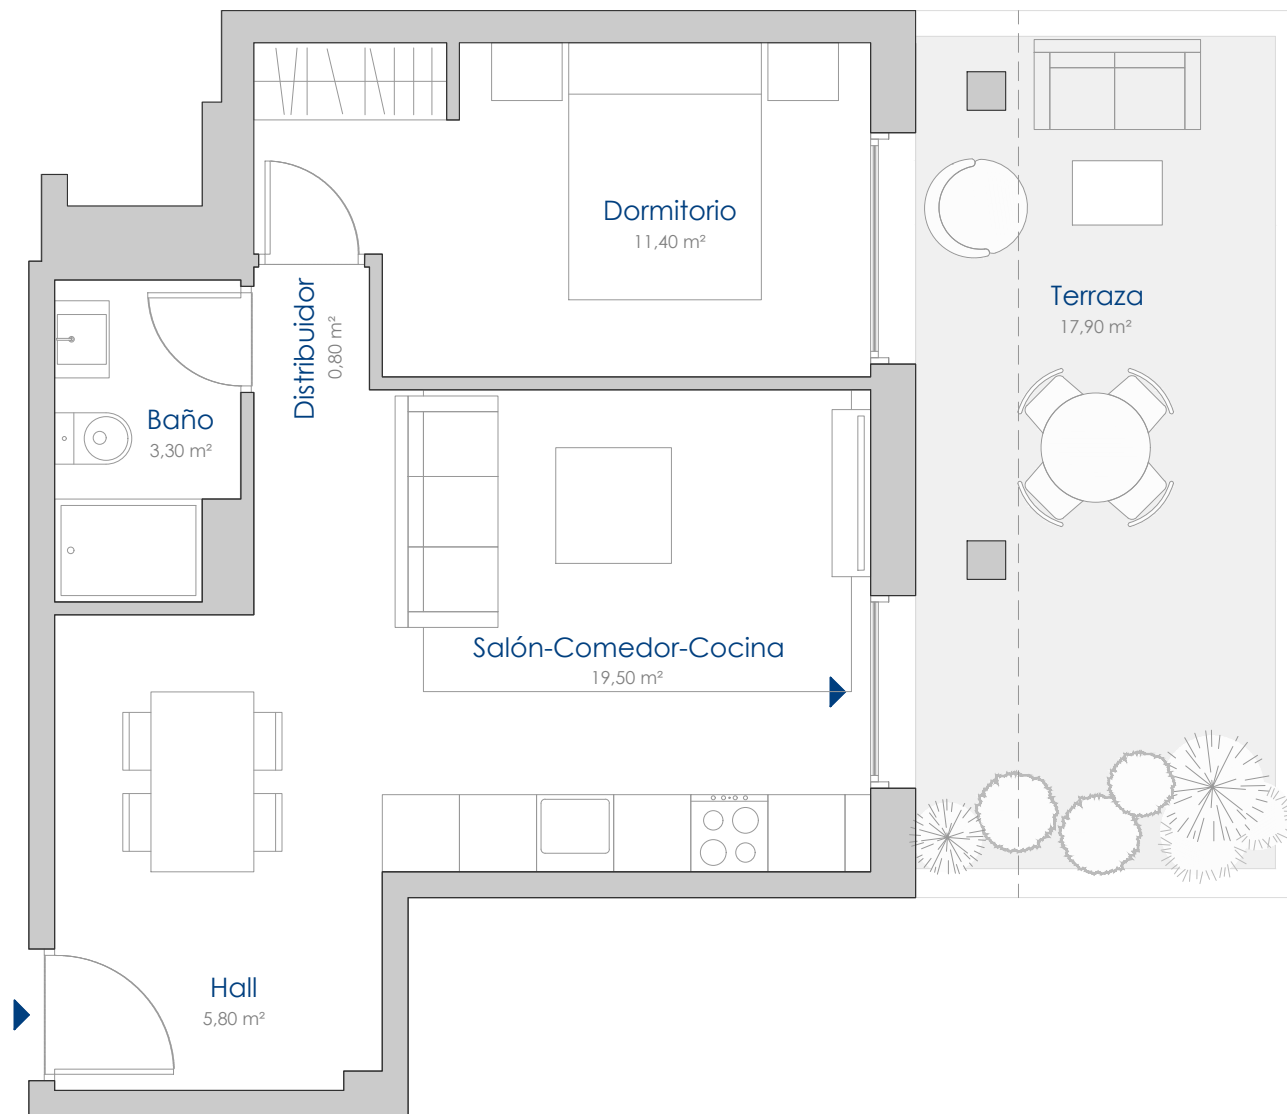 Dormitorio
11,40 m²
Terraza
17,90 m²
Distribuidor
0,80 m²
Baño
3,30 m²
Salón-Comedor-Cocina
19,50 m²
Hall
5,80 m²